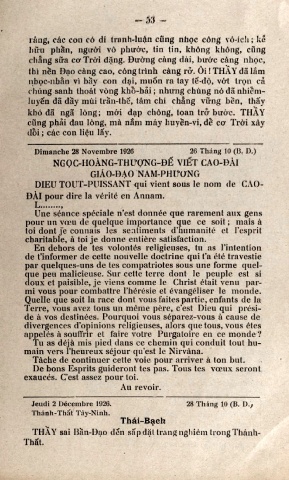 — 53 —
ráng, các con có đi tranh-luận cũng nhọc công vô-ích; kẻ
hữu phần, người vô phước, tin tin, không không, cũng
chẳng sửa cơ Trời đặng. Đường càng dài, bước càng nhọc,
thì nền Đạo càng cao, công trình càng rỡ. Ôi! THẦY đã lắm
nhọc-nhằn vì bầy con dại, muốn ra tay tế-độ, vớt trọn cả
chúng sanh thoát vòng khổ-hải; nhưng chúng nó đã nhiễm-
luyến đã đầy mùi trần-thế, tâm chí chẳng vững bền, thấy
khó đã ngã lòng; mới đạp chông, toan trở bước. THẦY
cũng phải đau lòng, mà nắm máy huyền-vi, để cơ Trời xây
đổi; các con liệu lấy.
Dimanche 28 Novembre 1926 26 Tháng 10 (B. D.)
NGỌC-HOÀNG-THƯỢNG-ĐẾ VIẾT CAO-ĐÀI
GIÁO-ĐẠO NAM-PHƯƠNG
DIEU TOUT-PUISSANT qui vient sous le nom de CAO-
ĐÀI pour dire la vérité en Annam.
L........,
Une séance spéciale n'est donnée que rarement aux gens
pour un vœu de quelque importance que ce soit; mais à
toi dont je connais les sentiments d'humanité et l'esprit
charitable, à toi je donne entière satisfaction.
En dehors de tes volontés religieuses, tu as l'intention
de t'informer de cette nouvelle doctrine qui t'a été travestie
par quelques-uns de tes compatriotes sous une forme quel-
que peu malicieuse. Sur cette terre dont le peuple est si
doux et paisible, je viens comme le Christ était venu par-
mi vous pour combattre l'hérésie et évangéliser le monde.
Quelle que soit la race dont vous faites partie, enfants de la
Terre, vous avez tous un même père, c'est Dieu qui prési-
de à vos destinées. Pourquoi vous séparez-vous à cause de
divergences d'opinions religieuses, alors que tous, vous êtes
appelés à souffrir et faire votre Purgatoire en ce monde?
Tu as déjà mis pied dans ce chemin qui conduit tout hu-
main vers l'heureux séjour qu'est le Nirvâna.
Tâche de continuer cette voie pour arriver à ton but.
De bons Esprits guideront tes pas. Tous tes vœux seront
exaucés. C'est assez pour toi.
Au revoir.
Jeudi 2 Décembre 1926. 28 Tháng 10 (B. D.)
Thánh-Thất Tây-Ninh.
Thái-Bạch
THẦY sai Bần-Đạo đến sắp đặt trang nghiêm trong Thánh-
Thất.